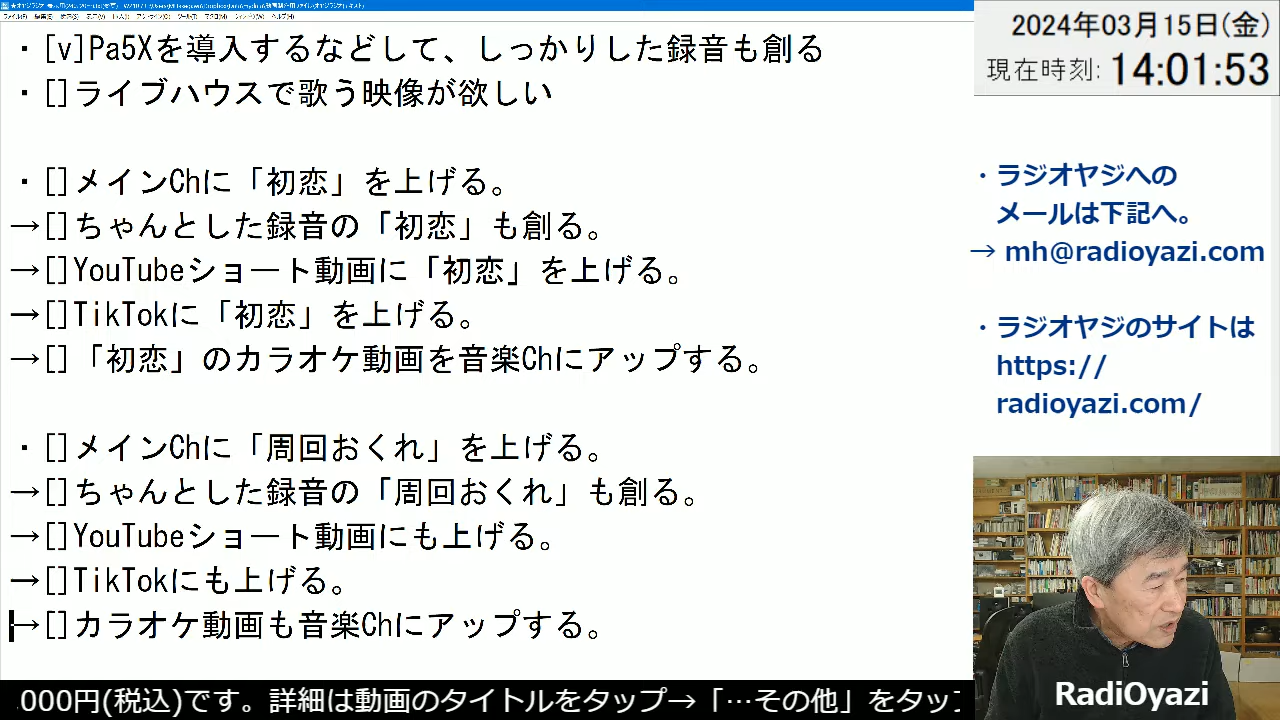 ・[v]Pa5Xを導入するなどして、しっかりした録音も創る
・[]ライブハウスで歌う映像が欲しい
・[]メインChに「初恋」を上げる。
→[]ちゃんとした録音の「初恋」も創る。
→[]YouTubeショート動画に「初恋」を上げる。
→[]TikTokに「初恋」を上げる。
→[]「初恋」のカラオケ動画を音楽Chにアップする。
・[]メインChに「周回おくれ」を上げる。
→[]ちゃんとした録音の「周回おくれ」も創る。
→[]YouTubeショート動画にも上げる。
→[]TikTokにも上げる。
→[]カラオケ動画も音楽Chにアップする。
2024年03月15日(金)
現在時刻: 14:01:53
・ラジオヤジへの
メールは下記へ。
→ mh@radioyazi.com
・ラジオヤジのサイトは
https://
radioyazi.com/
RadiOyazi
000円(税込)です。詳細は動画のタイトルをタップ→「…その他」をタップ